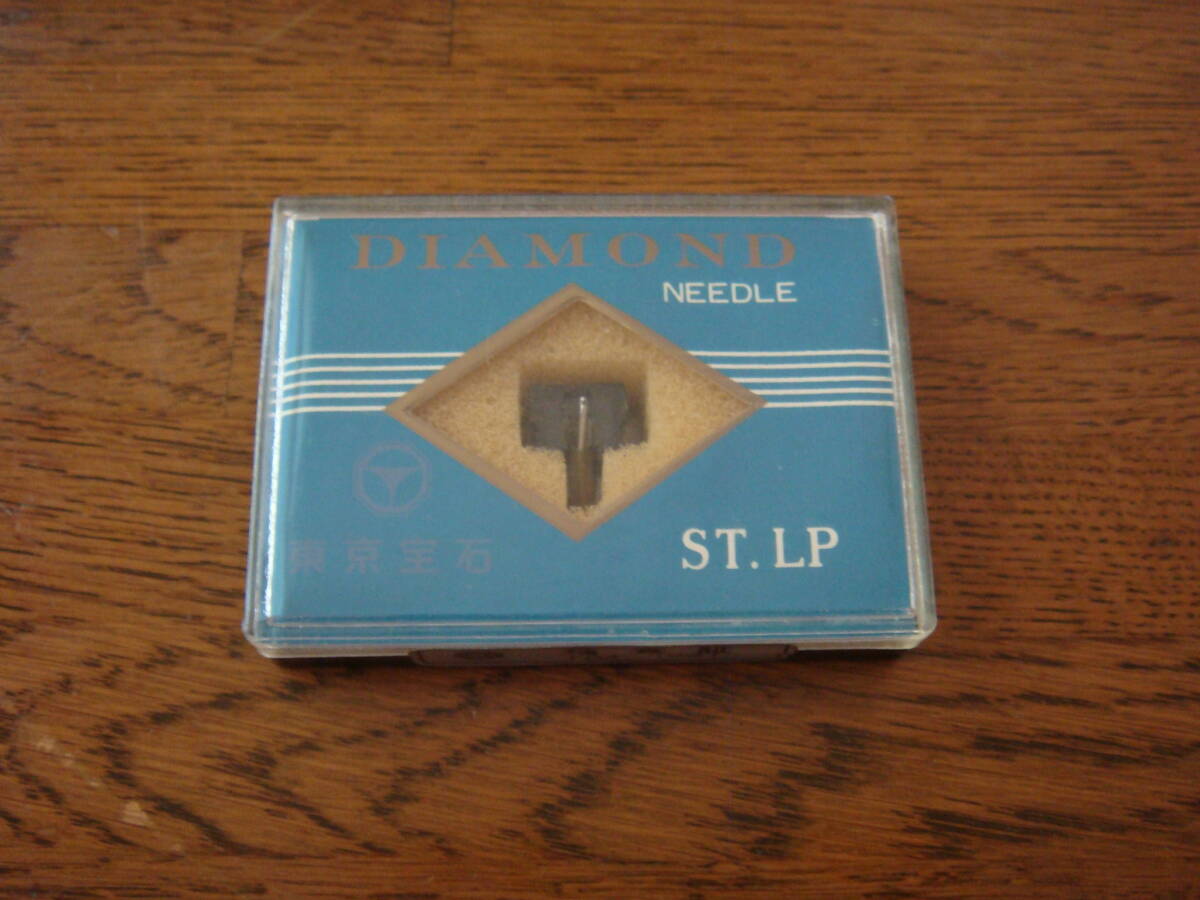 DIAMOND
NEEDLE
東京宝石
ST. LP